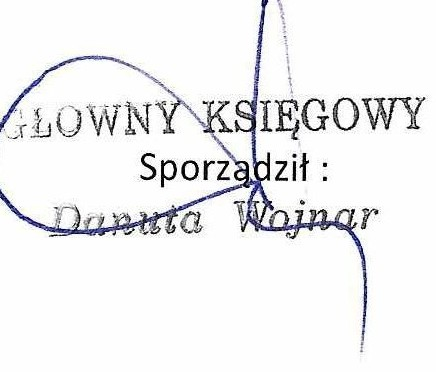 GŁOWNY KSIĘGOWY
Sporządził :
Danuta Wojnar